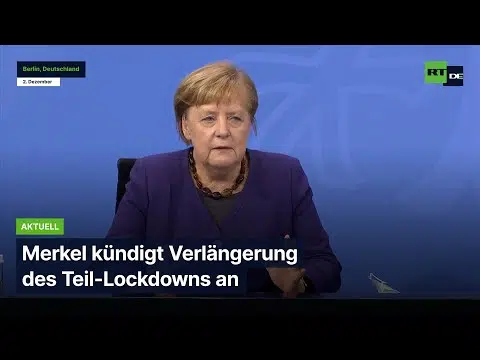 Berlin, Deutschland
2. Dezember
RT DE
AKTUELL
Merkel kündigt Verlängerung
des Teil-Lockdowns an